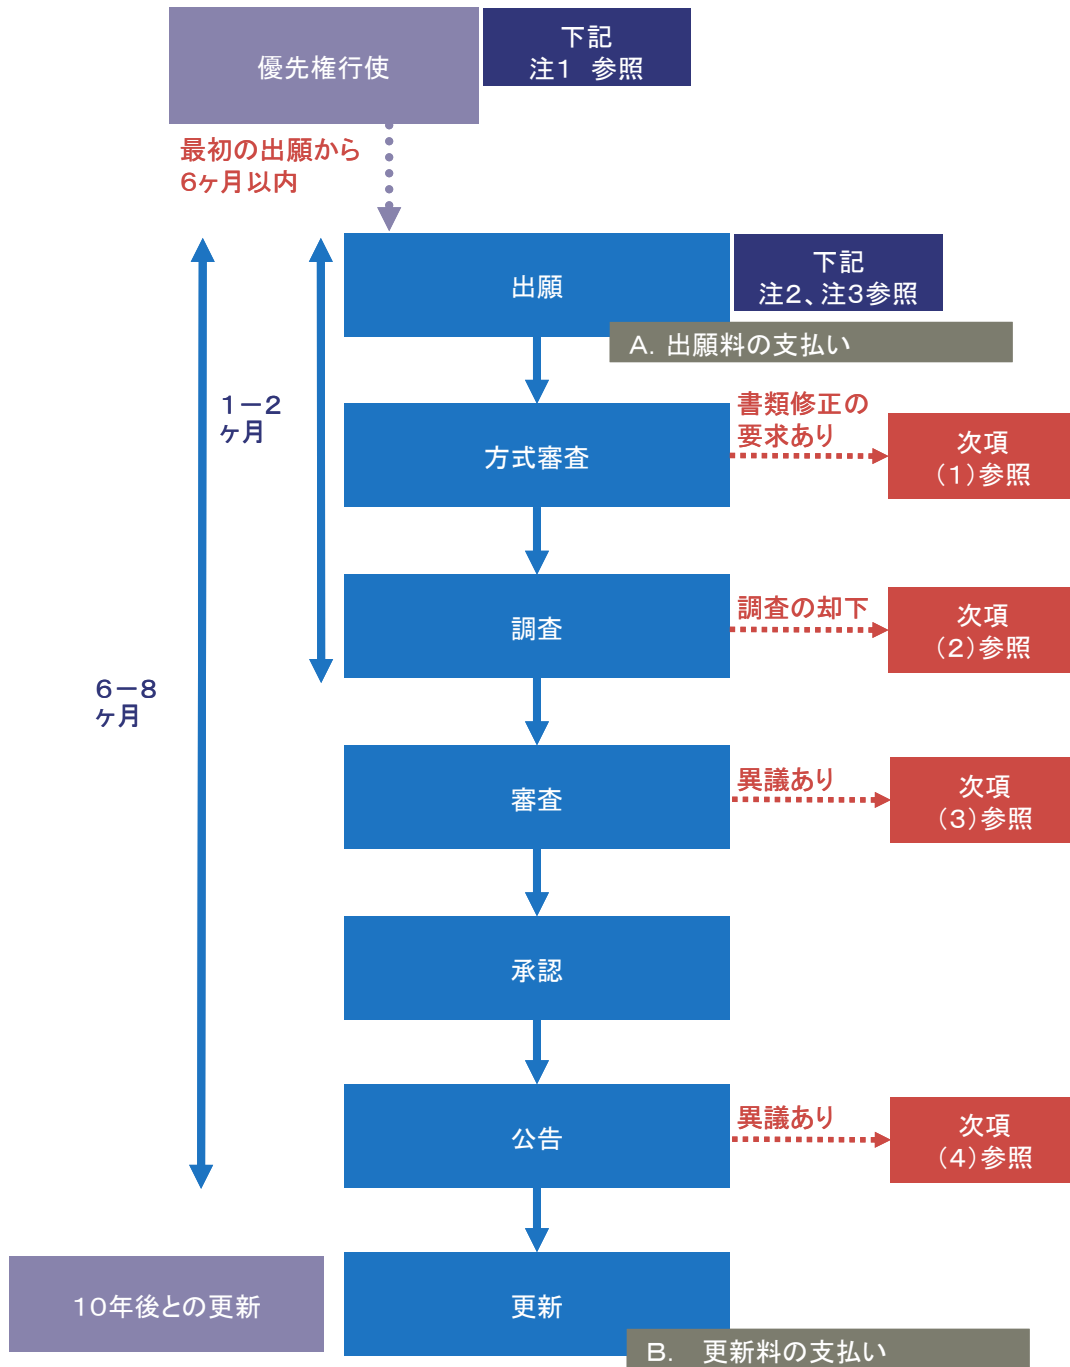 優先権行使
下記
注1 参照
最初の出願から
6ヶ月以内
出願
下記
注2、注3参照
A. 出願料の支払い
1－2
ヶ月
方式審査
書類修正の
要求あり
次項
（1）参照
調査
調査の却下
次項
（2）参照
6－8
ヶ月
審査
異議あり
次項
（3）参照
承認
公告
異議あり
次項
（4）参照
10年後との更新
更新
B. 更新料の支払い